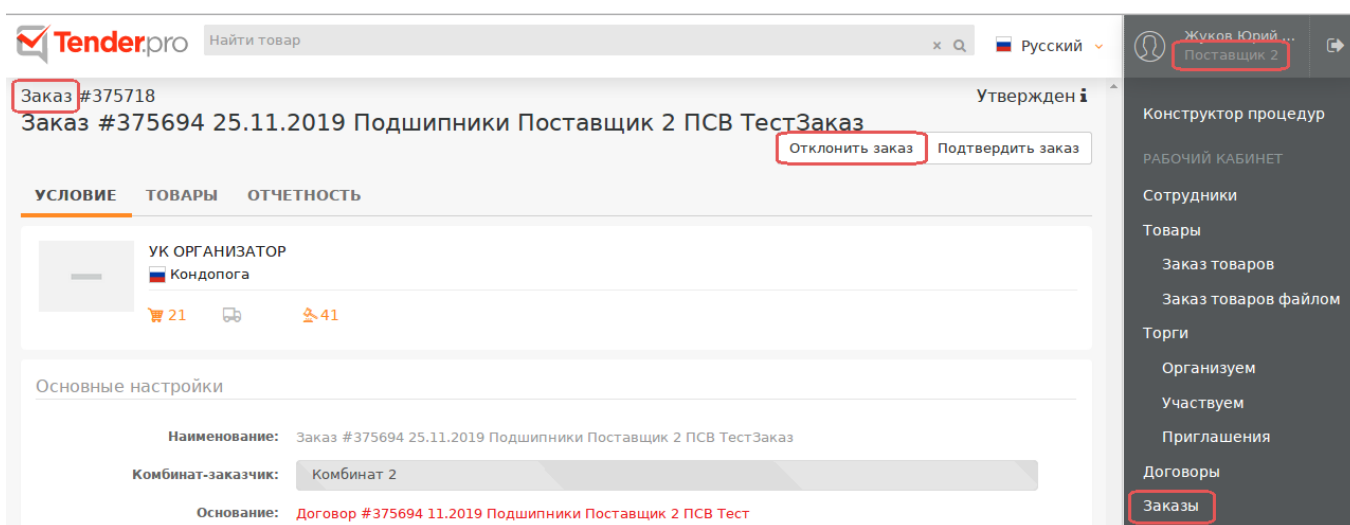 Tender.pro
Найти товар
Русский
Жуков Юрий ...
Поставщик 2
Заказ #375718
Утвержден
Заказ #375694 25.11.2019 Подшипники Поставщик 2 ПСВ ТестЗаказ
Отклонить заказ
Подтвердить заказ
УСЛОВИЕ ТОВАРЫ ОТЧЕТНОСТЬ
УК ОРГАНИЗАТОР
Кондопога
21
41
Основные настройки
Наименование: Заказ #375694 25.11.2019 Подшипники Поставщик 2 ПСВ ТестЗаказ
Комбинат-заказчик: Комбинат 2
Основание: Договор #375694 11.2019 Подшипники Поставщик 2 ПСВ Тест
Конструктор процедур
РАБОЧИЙ КАБИНЕТ
Сотрудники
Товары
Заказ товаров
Заказ товаров файлом
Торги
Организуем
Участвуем
Приглашения
Договоры
Заказы